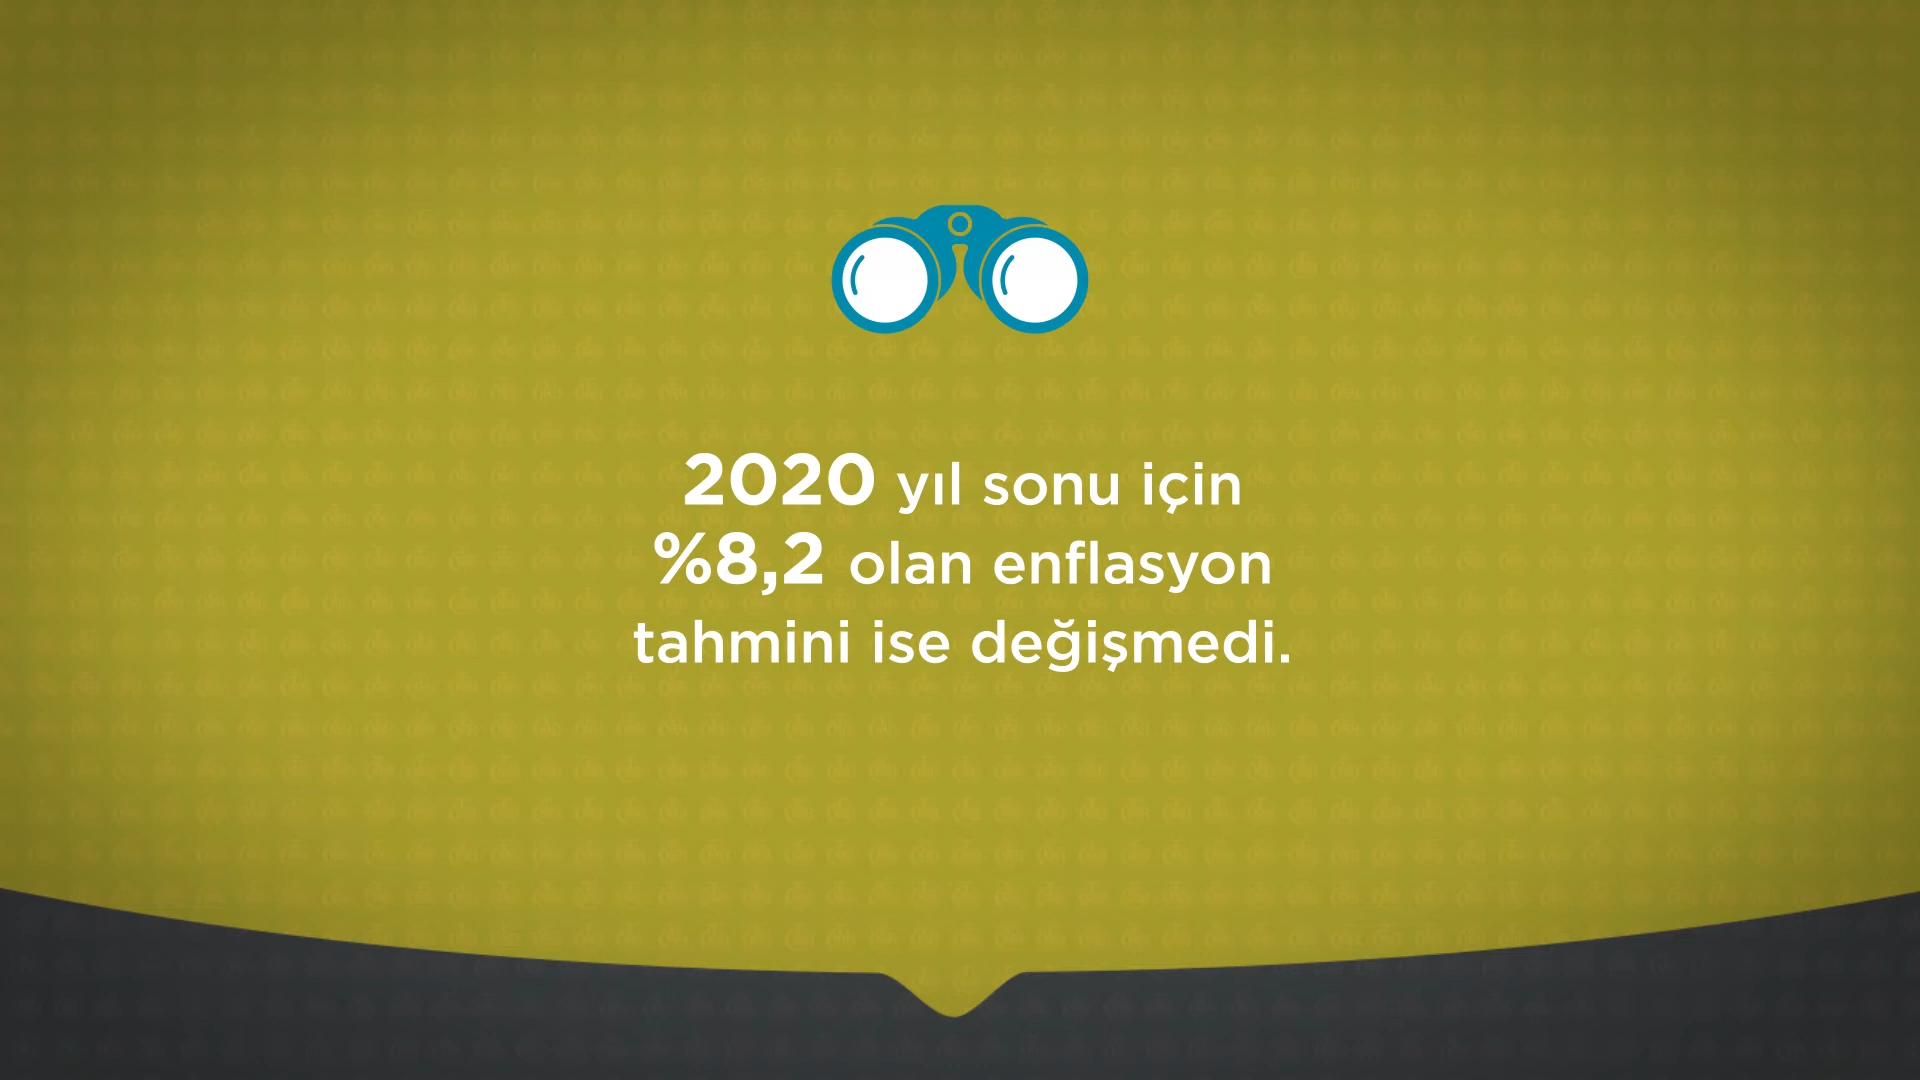 2020 yıl sonu için
%8,2 olan enflasyon
tahmini ise değişmedi.